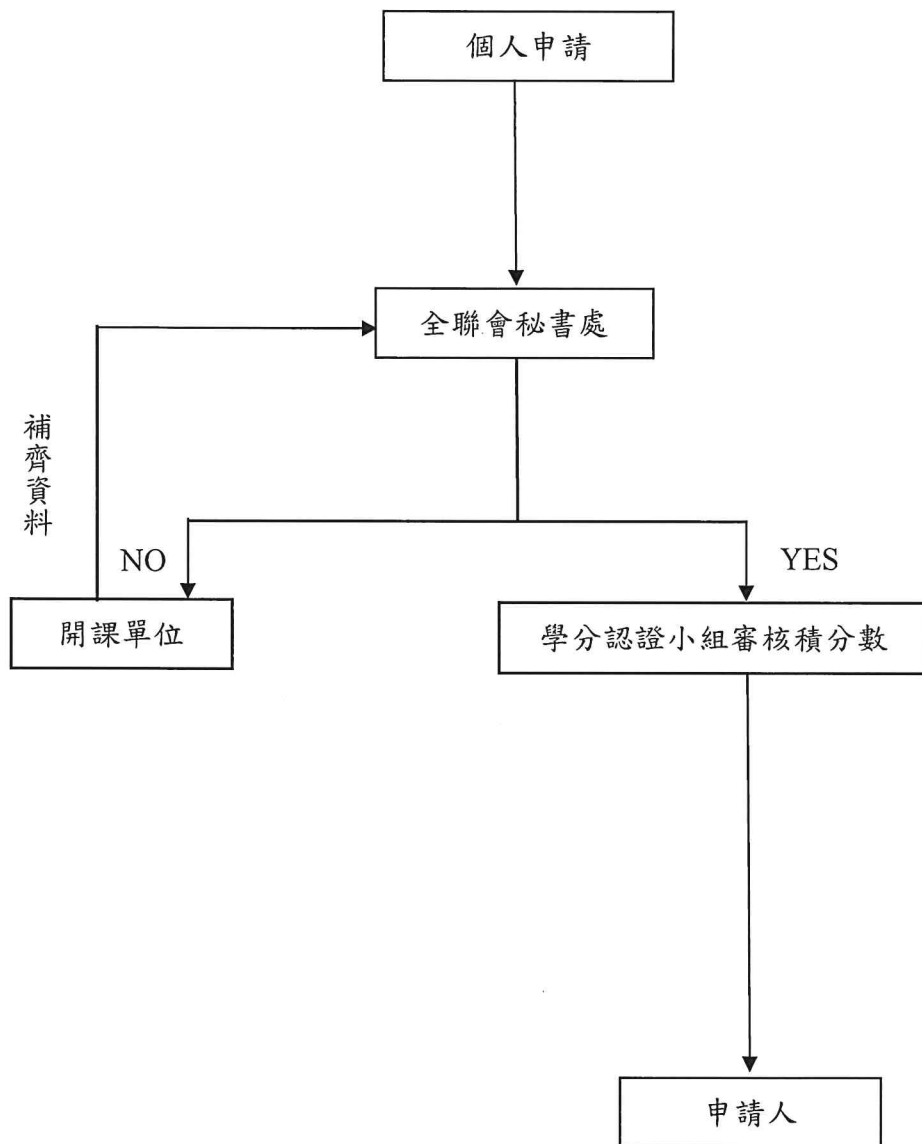 個人申請
全聯會秘書處
補齊資料
NO
YES
開課單位
學分認證小組審核積分數
申請人